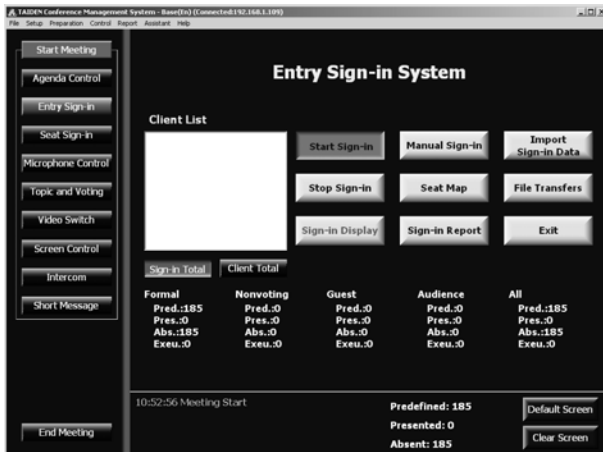 TAIDEN Conference Management System - Base(En) (Connected:192.168.1.109)
File Setup Preparation Control Report Assistant Help
Start Meeting
Agenda Control
Entry Sign-in
Seat Sign-in
Microphone Control
Topic and Voting
Video Switch
Screen Control
Intercom
Short Message
End Meeting
Entry Sign-in System
Client List
Start Sign-in
Manual Sign-in
Import
Sign-in Data
Stop Sign-in
Seat Map
File Transfers
Sign-in Display
Sign-in Report
Exit
Sign-in Total
Client Total
Formal Nonvoting Guest Audience All
Pred.:185 Pred.:0 Pred.:0 Pred.:0 Pred.:185
Pres.:0 Pres.:0 Pres.:0 Pres.:0 Pres.:0
Abs.:185 Abs.:0 Abs.:0 Abs.:0 Abs.:185
Exeu.:0 Exeu.:0 Exeu.:0 Exeu.:0 Exeu.:0
10:52:56 Meeting Start
Predefined: 185
Presented: 0
Absent: 185
Default Screen
Clear Screen